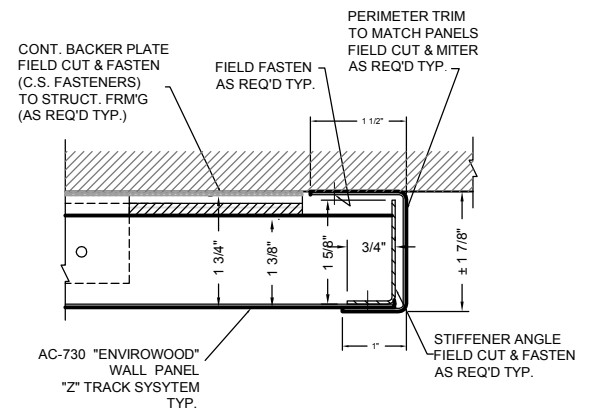 PERIMETER TRIM
TO MATCH PANELS
FIELD CUT & MITER
AS REQ'D TYP.
CONT. BACKER PLATE
FIELD CUT & FASTEN
(C.S. FASTENERS)
TO STRUCT. FRM'G
(AS REQ'D TYP.)
FIELD FASTEN
AS REQ'D TYP.
1 1/2"
1 3/4"
1 3/8"
1 5/8"
3/4"
± 1 7/8"
1"
STIFFENER ANGLE
FIELD CUT & FASTEN
AS REQ'D TYP.
AC-730 "ENVIROWOOD"
WALL PANEL
"Z" TRACK SYSYTEM
TYP.